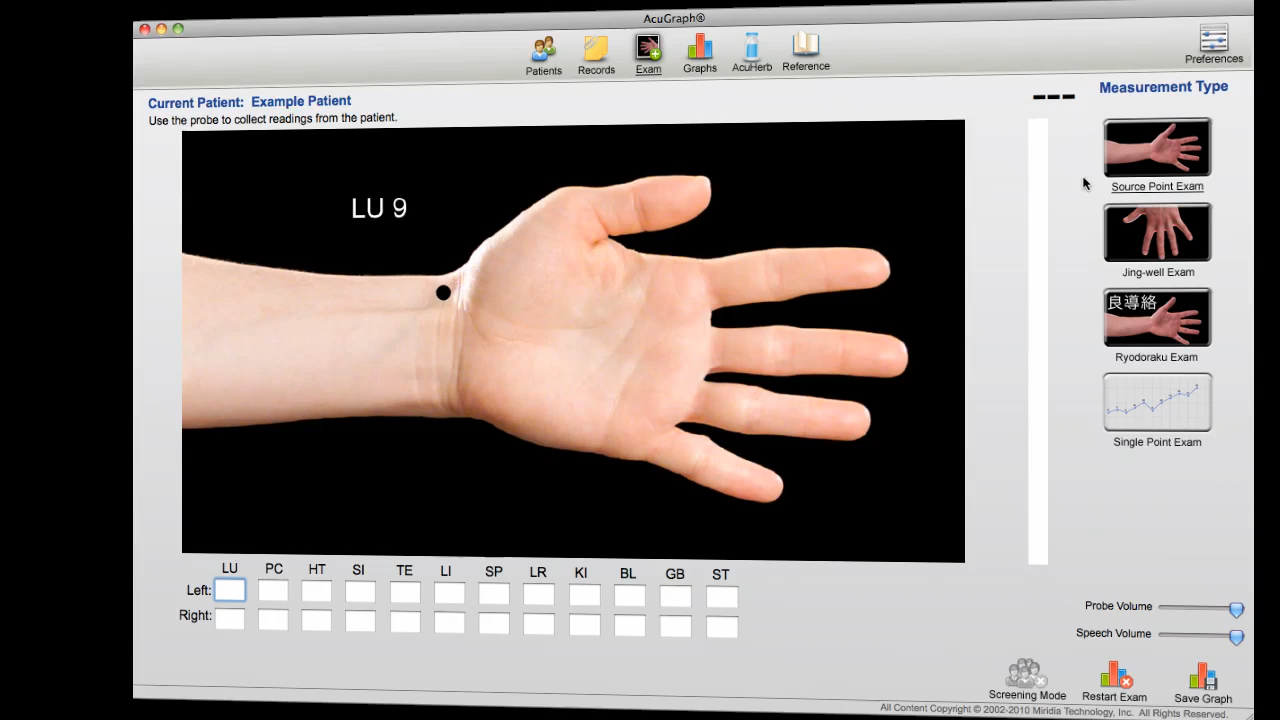 AcuGraph®
Patients
Records
Exam
Graphs
AcuHerb
Reference
Preferences
Current Patient: Example Patient
Use the probe to collect readings from the patient.
LU 9
Measurement Type
Source Point Exam
Jing-well Exam
良導絡
Ryodoraku Exam
Single Point Exam
LU PC HT SI TE LI SP LR KI BL GB ST
Left:
Right:
Probe Volume
Speech Volume
Screening Mode
Restart Exam
Save Graph
All Content Copyright © 2002-2010 Miridia Technology, Inc. All Rights Reserved.